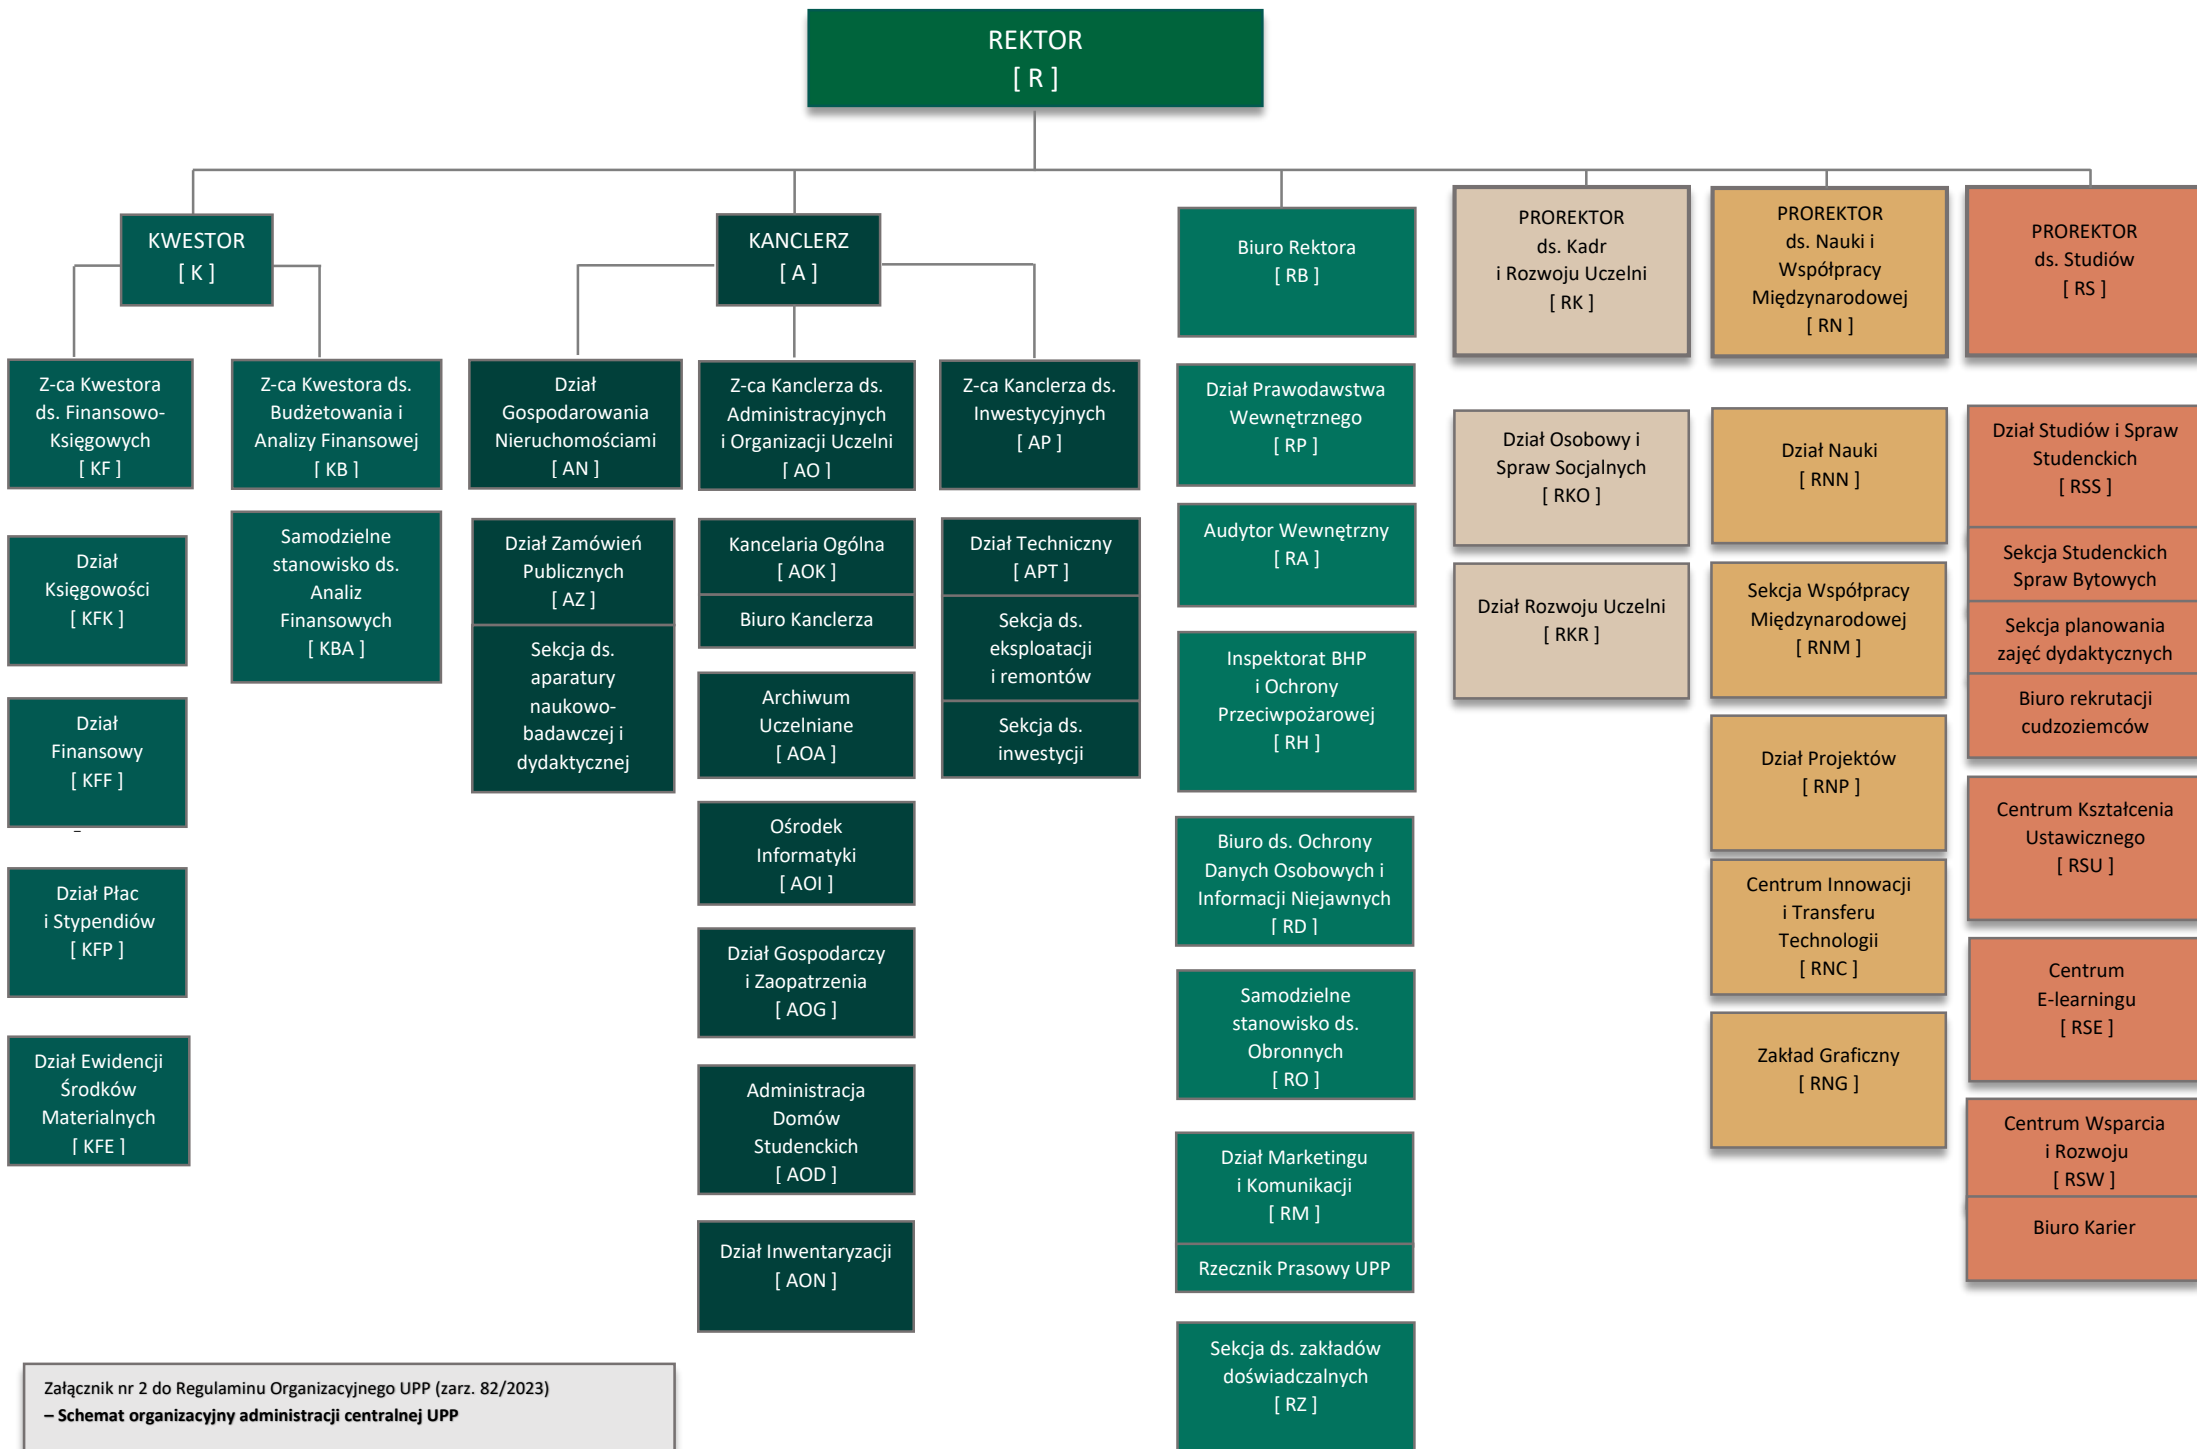 REKTOR
[ R ]
KWESTOR
[ K ]
KANCLERZ
[ A ]
Biuro Rektora
[ RB ]
PROREKTOR
ds. Kadr
i Rozwoju Uczelni
[ RK ]
PROREKTOR
ds. Nauki i
Współpracy
Międzynarodowej
[ RN ]
PROREKTOR
ds. Studiów
[ RS ]
Z-ca Kwestora
ds. Finansowo-
Księgowych
[ KF ]
Dział
Księgowości
[ KFK ]
Dział
Finansowy
[ KFF ]
Dział Płac
i Stypendiów
[ KFP ]
Dział Ewidencji
Środków
Materialnych
[ KFE ]
Z-ca Kwestora ds.
Budżetowania i
Analizy Finansowej
[ KB ]
Samodzielne
stanowisko ds.
Analiz
Finansowych
[ KBA ]
Dział
Gospodarowania
Nieruchomościami
[ AN ]
Dział Zamówień
Publicznych
[ AZ ]
Sekcja ds.
aparatury
naukowo-
badawczej i
dydaktycznej
Z-ca Kanclerza ds.
Administracyjnych
i Organizacji Uczelni
[ AO ]
Kancelaria Ogólna
[ AOK ]
Biuro Kanclerza
Archiwum
Uczelniane
[ AOA ]
Ośrodek
Informatyki
[ AOI ]
Dział Gospodarczy
i Zaopatrzenia
[ AOG ]
Administracja
Domów
Studenckich
[ AOD ]
Dział Inwentaryzacji
[ AON ]
Z-ca Kanclerza ds.
Inwestycyjnych
[ AP ]
Dział Techniczny
[ APT ]
Sekcja ds.
eksploatacji
i remontów
Sekcja ds.
inwestycji
Dział Prawodawstwa
Wewnętrznego
[ RP ]
Audytor Wewnętrzny
[ RA ]
Inspektorat BHP
i Ochrony
Przeciwpożarowej
[ RH ]
Biuro ds. Ochrony
Danych Osobowych i
Informacji Niejawnych
[ RD ]
Samodzielne
stanowisko ds.
Obronnych
[ RO ]
Dział Marketingu
i Komunikacji
[ RM ]
Rzecznik Prasowy UPP
Sekcja ds. zakładów
doświadczalnych
[ RZ ]
Dział Osobowy i
Spraw Socjalnych
[ RKO ]
Dział Rozwoju Uczelni
[ RKR ]
Dział Nauki
[ RNN ]
Sekcja Współpracy
Międzynarodowej
[ RNM ]
Dział Projektów
[ RNP ]
Centrum Innowacji
i Transferu
Technologii
[ RNC ]
Zakład Graficzny
[ RNG ]
Dział Studiów i Spraw
Studenckich
[ RSS ]
Sekcja Studenckich
Spraw Bytowych
Sekcja planowania
zajęć dydaktycznych
Biuro rekrutacji
cudzoziemców
Centrum Kształcenia
Ustawicznego
[ RSU ]
Centrum
E-learningu
[ RSE ]
Centrum Wsparcia
i Rozwoju
[ RSW ]
Biuro Karier
Załącznik nr 2 do Regulaminu Organizacyjnego UPP (zarz. 82/2023)
– Schemat organizacyjny administracji centralnej UPP